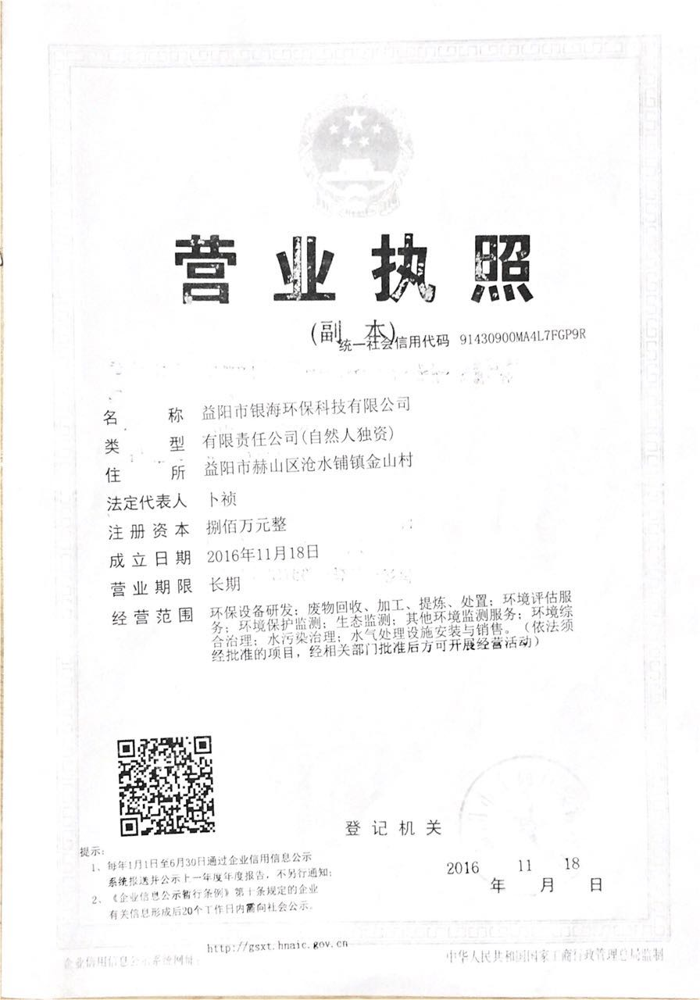 营业执照
(副 本)
统一社会信用代码 91430900MA4L7FGP9R
名 称 益阳市银海环保科技有限公司
类 型 有限责任公司(自然人独资)
住 所 益阳市赫山区沧水铺镇金山村
法定代表人 卜祯
注册资本 捌佰万元整
成立日期 2016年11月18日
营业期限 长期
经营范围 环保设备研发；废物回收、加工、提炼、处置；环境评估服
务；环境保护监测；生态监测；其他环境监测服务；环境综
合治理；水污染治理；水气处理设施安装与销售。（依法须
经批准的项目，经相关部门批准后方可开展经营活动）
登记机关
2016 11 18
年 月 日
提示：
1、每年1月1日至6月30日通过企业信用信息公示
系统报送并公示上一年度年度报告，不另行通知；
2、《企业信息公示暂行条例》第十条规定的企业
有关信息形成后20个工作日内需向社会公示。
企业信用信息公示系统网址：
http://gsxt.hnaic.gov.cn
中华人民共和国国家工商行政管理总局监制